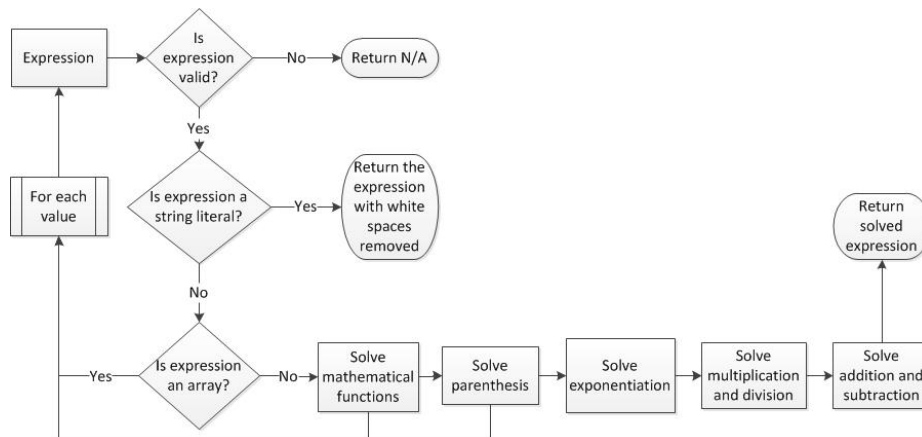 Expression
Is
expression
valid?
No
Return N/A
Yes
For each
value
Is expression a
string literal?
Yes
Return the
expression
with white
spaces
removed
Return
solved
expression
No
Yes
Is expression
an array?
No
Solve
mathematical
functions
Solve
parenthesis
Solve
exponentiation
Solve
multiplication
and division
Solve
addition and
subtraction